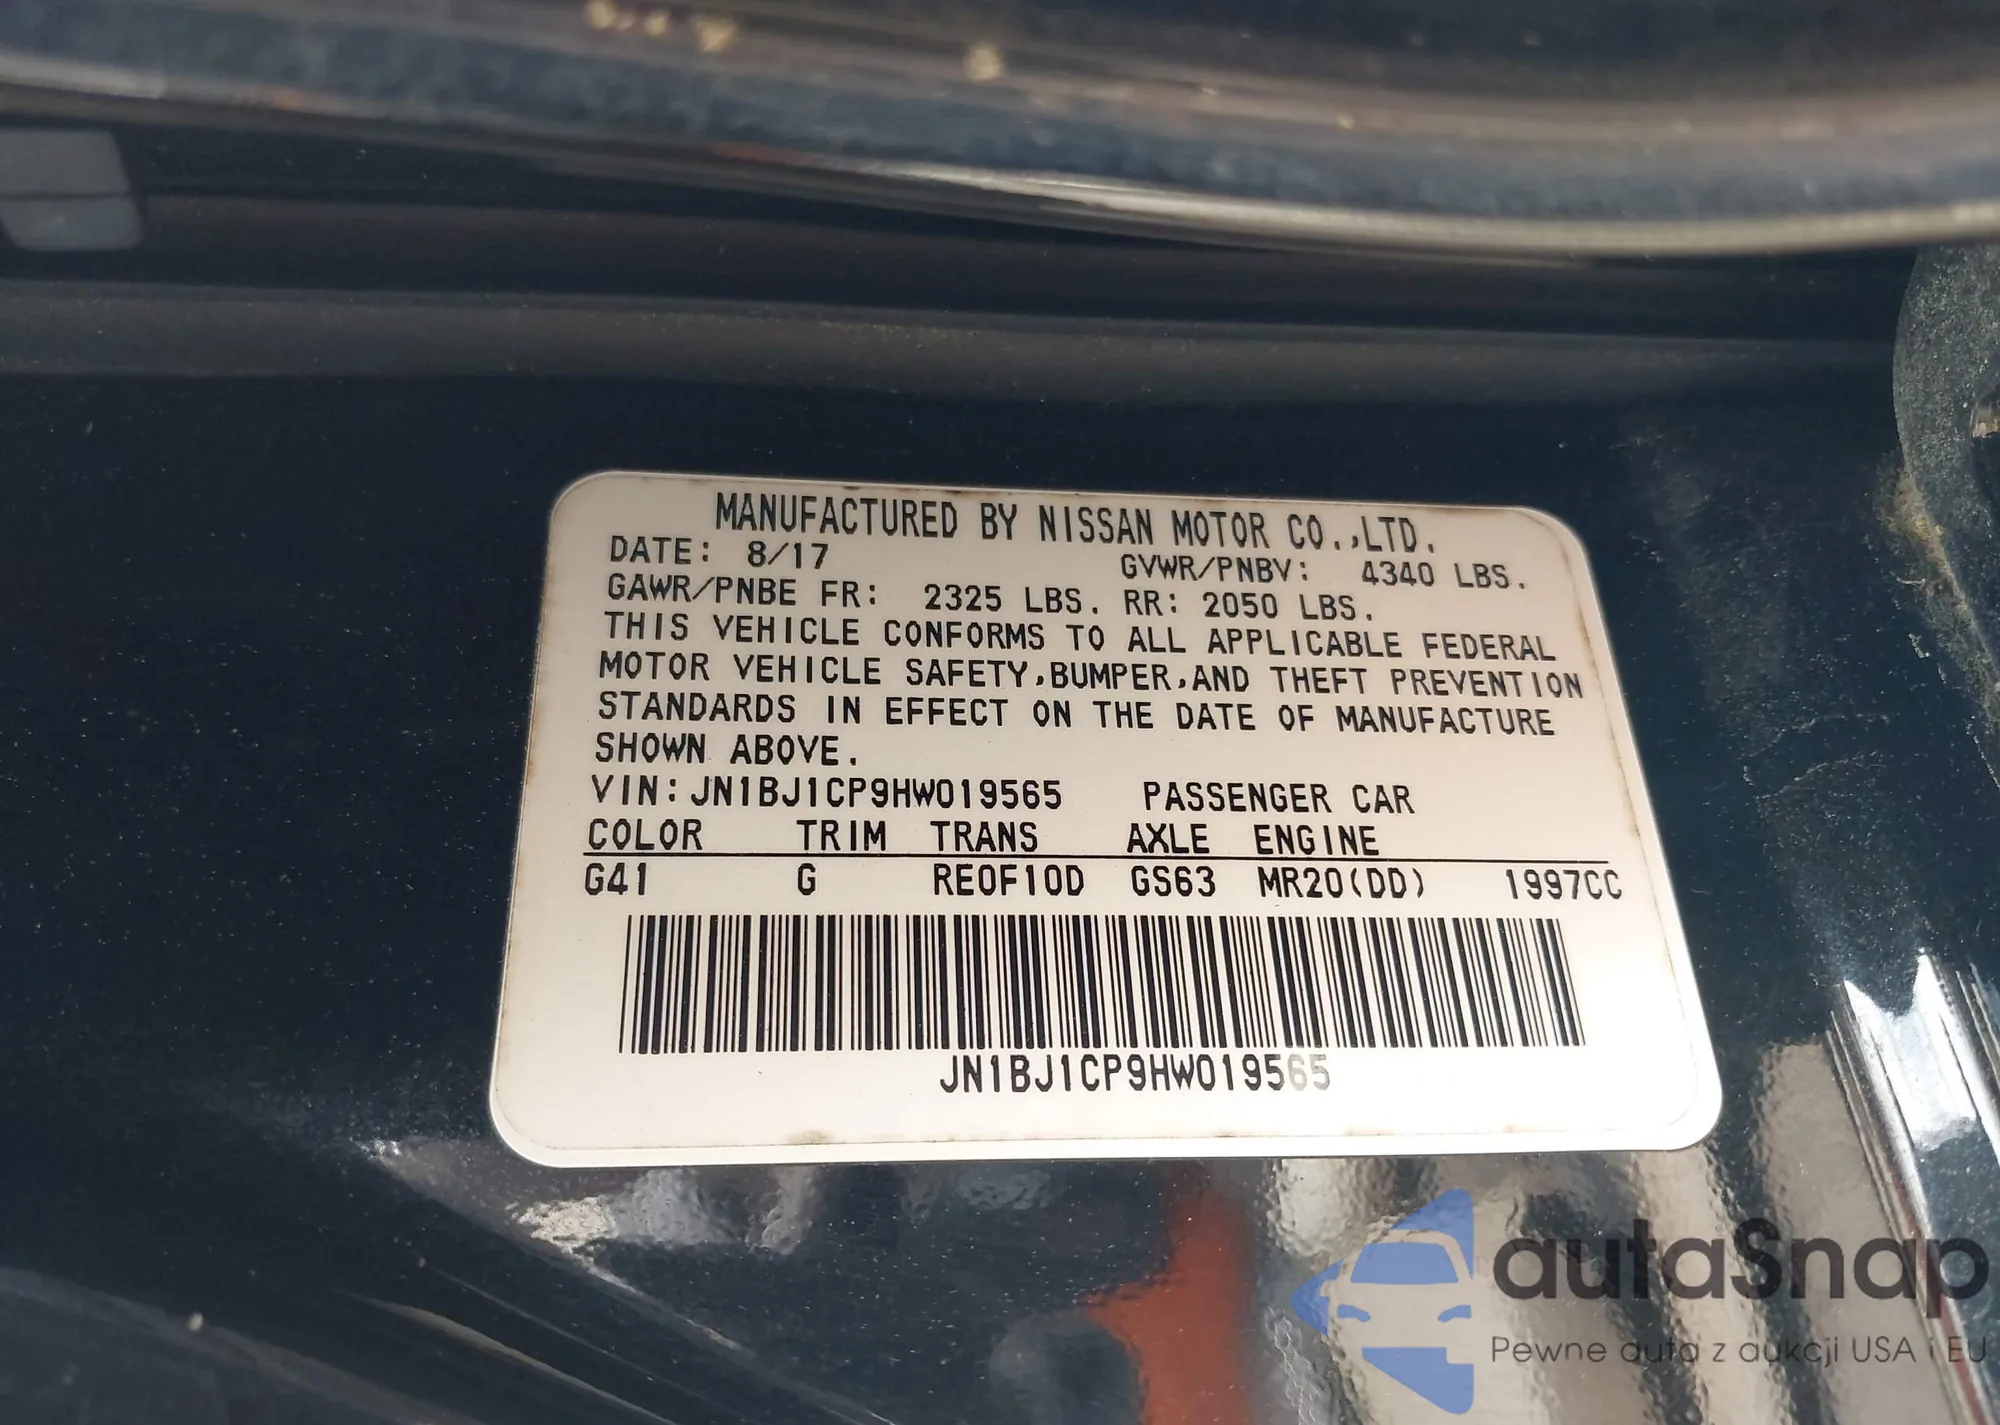 MANUFACTURED BY NISSAN MOTOR CO.,LTD.
DATE: 8/17 GVWR/PNBV: 4340 LBS.
GAWR/PNBE FR: 2325 LBS. RR: 2050 LBS.
THIS VEHICLE CONFORMS TO ALL APPLICABLE FEDERAL
MOTOR VEHICLE SAFETY,BUMPER,AND THEFT PREVENTION
STANDARDS IN EFFECT ON THE DATE OF MANUFACTURE
SHOWN ABOVE.
VIN:JN1BJ1CP9HW019565 PASSENGER CAR
COLOR TRIM TRANS AXLE ENGINE
G41 G RE0F10D GS63 MR20(DD) 1997CC
JN1BJ1CP9HW019565
autaSnap
Pewne auta z aukcji USA i EU